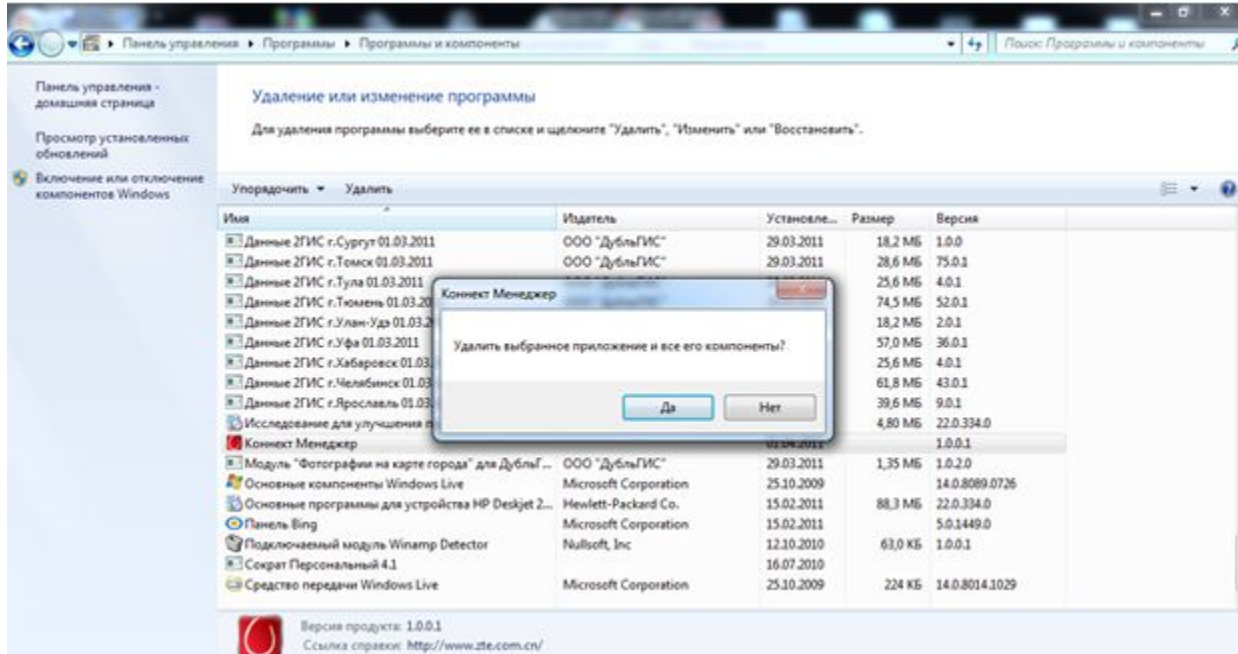 Панель управления ▸ Программы ▸ Программы и компоненты
Поиск: Программы и компоненты
Панель управления - домашняя страница
Просмотр установленных обновлений
Включение или отключение компонентов Windows
Удаление или изменение программы
Для удаления программы выберите ее в списке и щелкните "Удалить", "Изменить" или "Восстановить".
Упорядочить Удалить
Имя Издатель Установле... Размер Версия
Данные 2ГИС г.Сургут 01.03.2011 ООО "ДубльГИС" 29.03.2011 18,2 МБ 1.0.0
Данные 2ГИС г.Томск 01.03.2011 ООО "ДубльГИС" 29.03.2011 28,6 МБ 75.0.1
Данные 2ГИС г.Тула 01.03.2011 25,6 МБ 4.0.1
Данные 2ГИС г.Тюмень 01.03.20 74,5 МБ 52.0.1
Данные 2ГИС г.Улан-Удэ 01.03.2 18,2 МБ 2.0.1
Данные 2ГИС г.Уфа 01.03.2011 57,0 МБ 36.0.1
Данные 2ГИС г.Хабаровск 01.03. 25,6 МБ 4.0.1
Данные 2ГИС г.Челябинск 01.03 61,8 МБ 43.0.1
Данные 2ГИС г.Ярославль 01.03. 39,6 МБ 9.0.1
Исследование для улучшения 4,80 МБ 22.0.334.0
Коннект Менеджер 01.04.2011 1.0.0.1
Модуль "Фотографии на карте города" для ДубльГ... ООО "ДубльГИС" 29.03.2011 1,35 МБ 1.0.2.0
Основные компоненты Windows Live Microsoft Corporation 25.10.2009 14.0.8089.0726
Основные программы для устройства HP Deskjet 2... Hewlett-Packard Co. 15.02.2011 88,3 МБ 22.0.334.0
Панель Bing Microsoft Corporation 15.02.2011 5.0.1449.0
Подключаемый модуль Winamp Detector Nullsoft, Inc 12.10.2010 63,0 КБ 1.0.0.1
Сократ Персональный 4.1 16.07.2010
Средство передачи Windows Live Microsoft Corporation 25.10.2009 224 КБ 14.0.8014.1029
Коннект Менеджер
Удалить выбранное приложение и все его компоненты?
Да Нет
Версия продукта: 1.0.0.1
Ссылка справки: http://www.zte.com.cn/